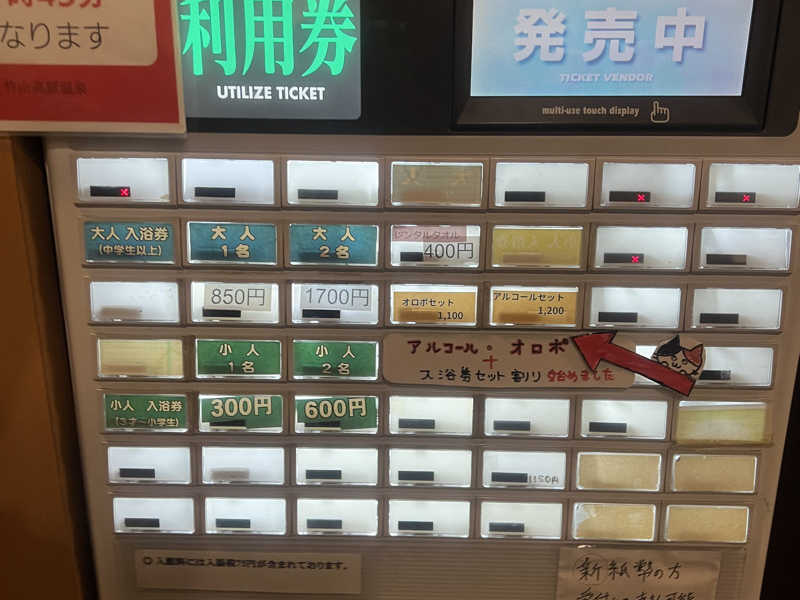 なります
利用券
UTILIZE TICKET
発売中
TICKET VENDOR
multi-use touch display
大人 入浴券
(中学生以上)
大人
1名
大人
2名
レンタルタオル
400円
850円
1700円
オロポセット
1,100
アルコールセット
1,200
小人
1名
小人
2名
アルコール・オロポ
+
入浴券セット割り 始めました
小人 入浴券
(3才～小学生)
300円
600円
1150円
○ 入館料には入湯税75円が含まれております。
新紙幣の方